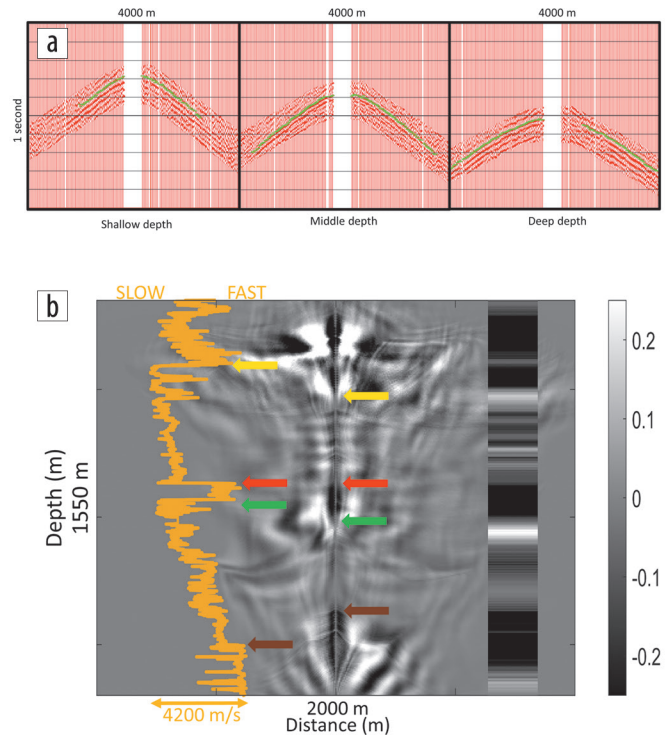 4000 m 4000 m 4000 m
a
1 second
Shallow depth Middle depth Deep depth
b
SLOW FAST
0.2
0.1
0
-0.1
-0.2
Depth (m)
1550 m
4200 m/s
2000 m
Distance (m)